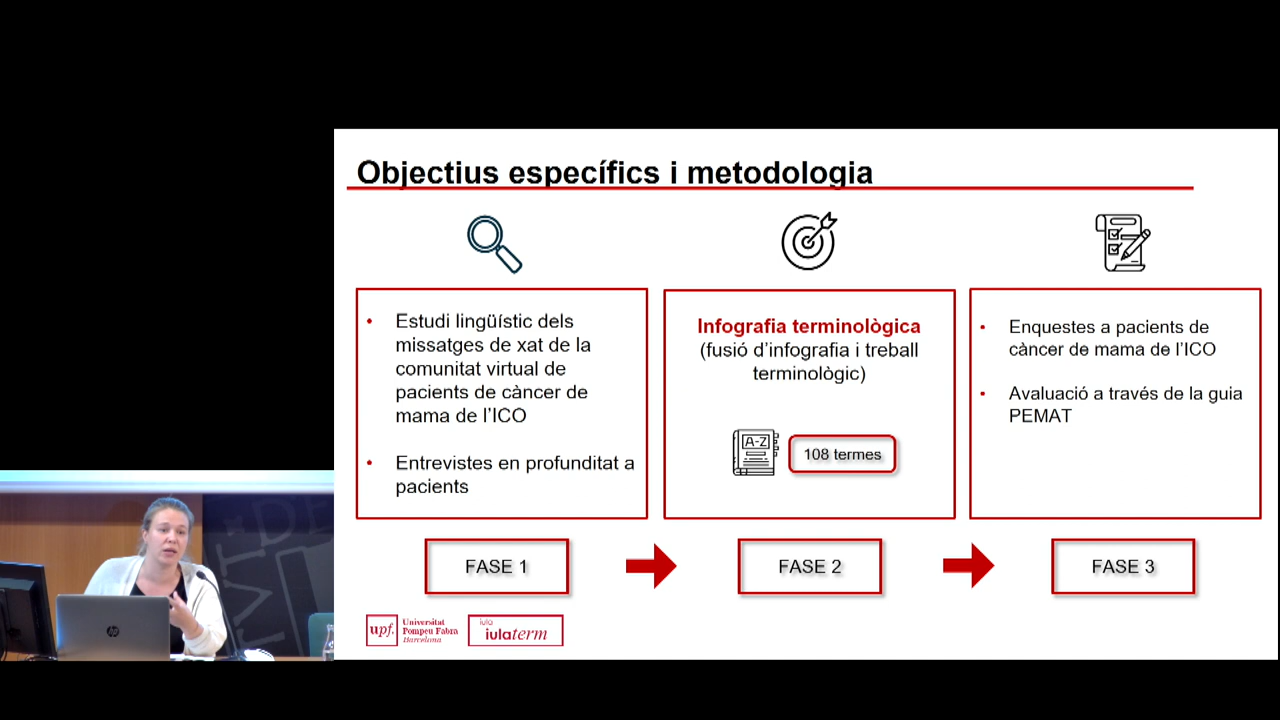 Objectius específics i metodologia
• Estudi lingüístic dels
missatges de xat de la
comunitat virtual de
pacients de càncer de
mama de l'ICO
• Entrevistes en profunditat a
pacients
Infografia terminològica
(fusió d'infografia i treball
terminològic)
A-Z
108 termes
• Enquestes a pacients de
càncer de mama de l'ICO
• Avaluació a través de la guia
PEMAT
FASE 1
FASE 2
FASE 3
upf.
Universitat
Pompeu Fabra
Barcelona
iula
iulaterm
hp